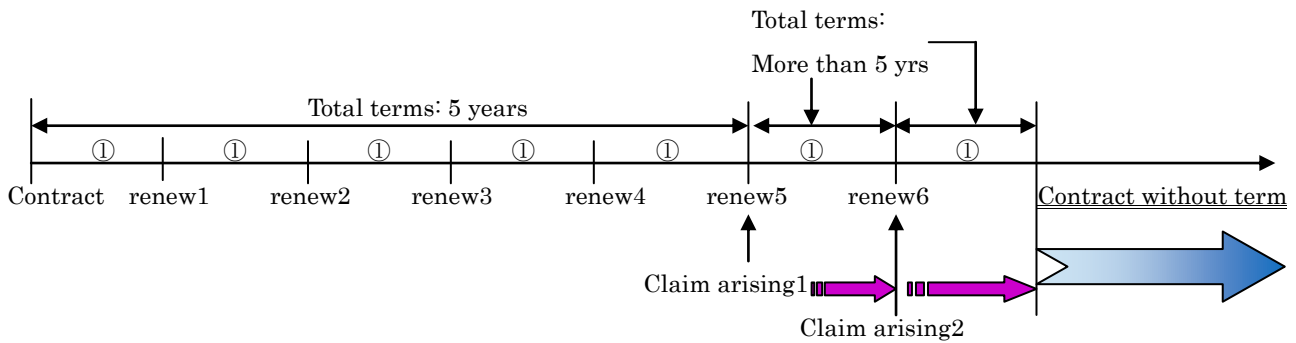 Total terms:
More than 5 yrs
Total terms: 5 years
① ① ① ① ① ① ①
Contract renew1 renew2 renew3 renew4 renew5 renew6 Contract without term
Claim arising1
Claim arising2